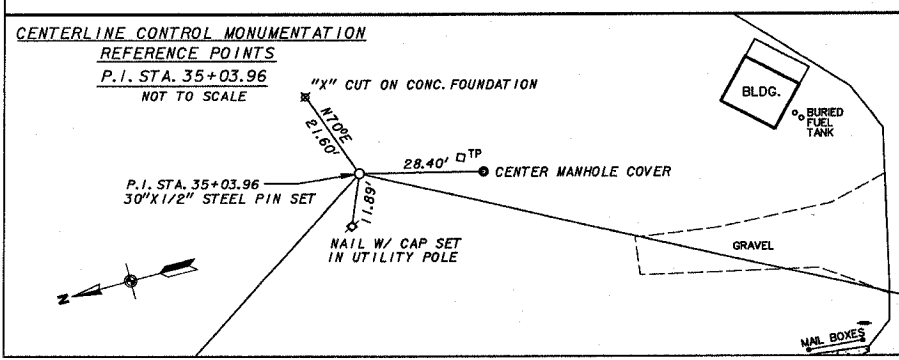 CENTERLINE CONTROL MONUMENTATION
REFERENCE POINTS
P.I. STA. 35+03.96
NOT TO SCALE
"X" CUT ON CONC. FOUNDATION
N70°E
21.60'
28.40'
TP
CENTER MANHOLE COVER
P.I. STA. 35+03.96
30"X1/2" STEEL PIN SET
11.89'
NAIL W/ CAP SET
IN UTILITY POLE
N
BLDG.
BURIED
FUEL
TANK
GRAVEL
MAIL BOXES